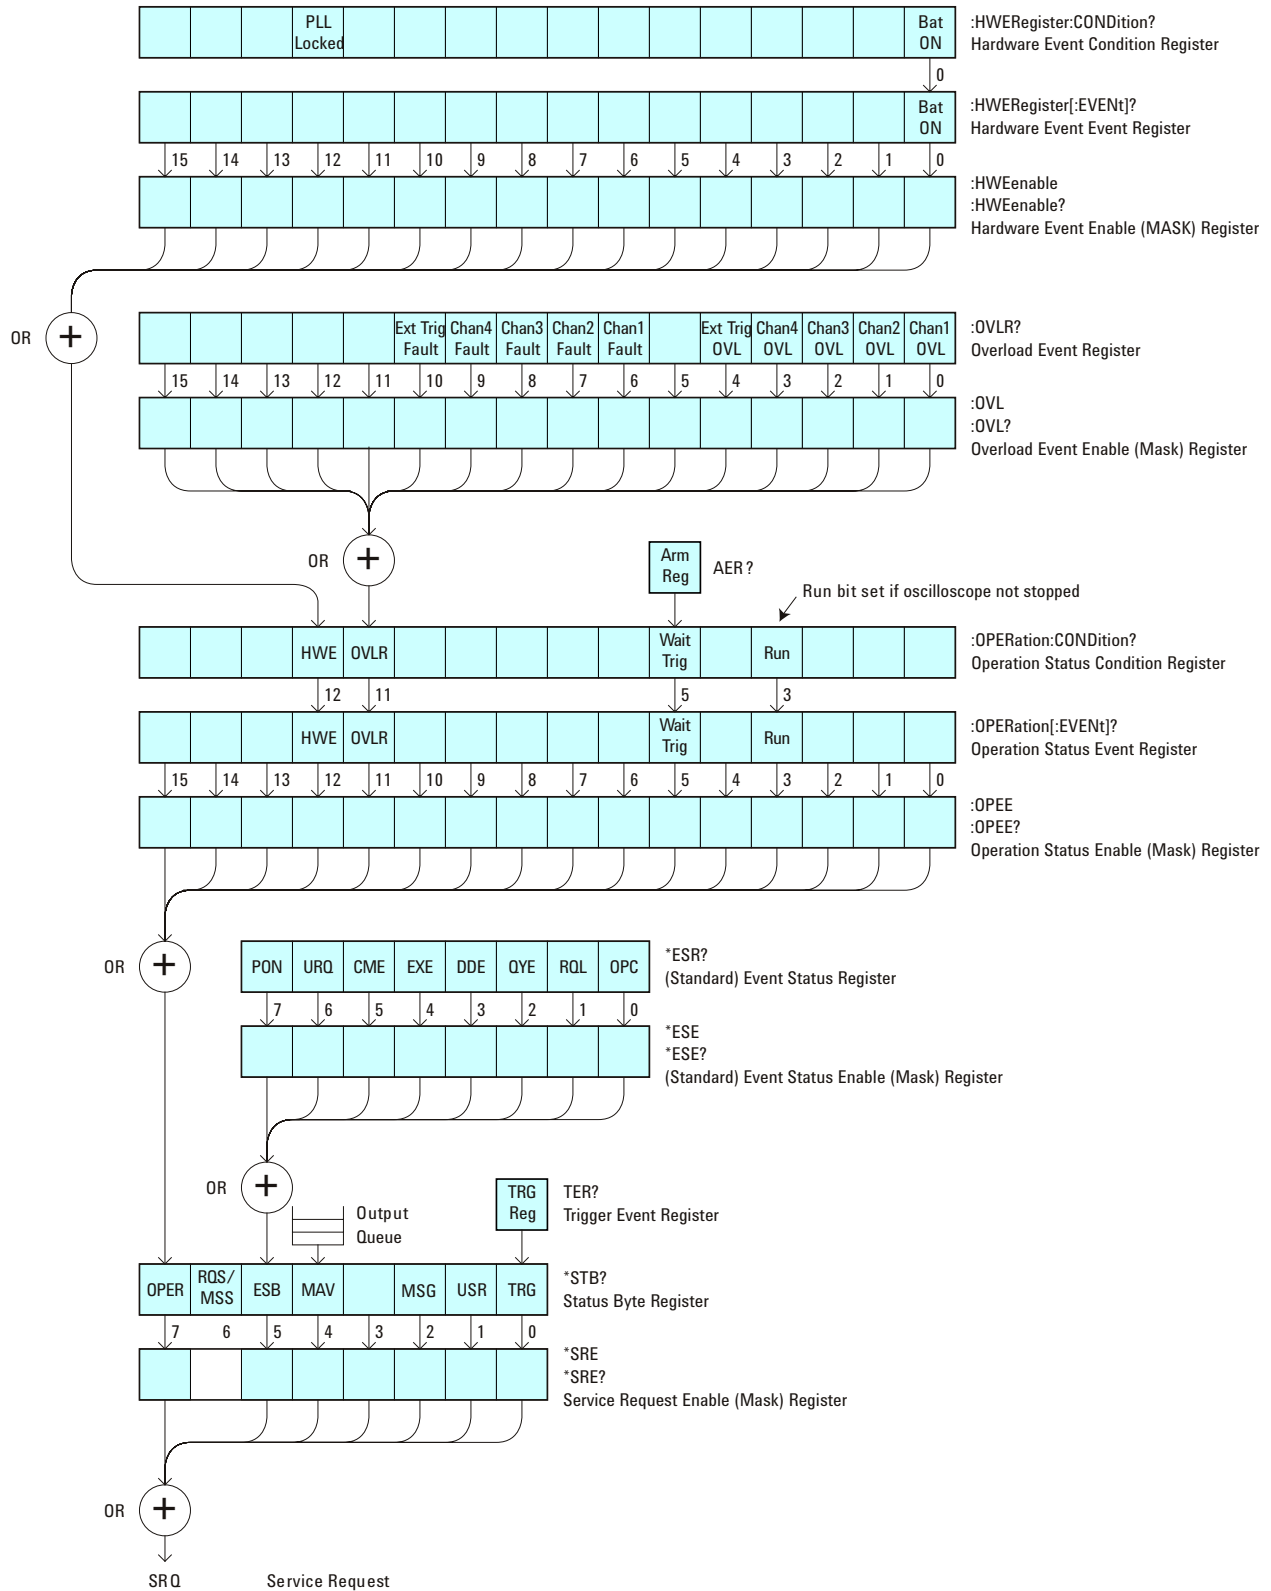 PLL
Locked
Bat
ON
:HWERegister:CONDition?
Hardware Event Condition Register
0
Bat
ON
:HWERegister[:EVENt]?
Hardware Event Event Register
15 14 13 12 11 10 9 8 7 6 5 4 3 2 1 0
:HWEenable
:HWEenable?
Hardware Event Enable (MASK) Register
OR +
Ext Trig Chan4 Chan3 Chan2 Chan1 Ext Trig Chan4 Chan3 Chan2 Chan1
Fault Fault Fault Fault Fault OVL OVL OVL OVL OVL
:OVLR?
Overload Event Register
15 14 13 12 11 10 9 8 7 6 5 4 3 2 1 0
:OVL
:OVL?
Overload Event Enable (Mask) Register
OR +
Arm
Reg
AER?
Run bit set if oscilloscope not stopped
HWE OVLR
Wait
Trig
Run
:OPERation:CONDition?
Operation Status Condition Register
12 11 5 3
HWE OVLR
Wait
Trig
Run
:OPERation[:EVENt]?
Operation Status Event Register
15 14 13 12 11 10 9 8 7 6 5 4 3 2 1 0
:OPEE
:OPEE?
Operation Status Enable (Mask) Register
OR +
PON URQ CME EXE DDE QYE RQL OPC
*ESR?
(Standard) Event Status Register
7 6 5 4 3 2 1 0
*ESE
*ESE?
(Standard) Event Status Enable (Mask) Register
OR +
Output
Queue
TRG
Reg
TER?
Trigger Event Register
OPER
RQS/
MSS
ESB MAV MSG USR TRG
*STB?
Status Byte Register
7 6 5 4 3 2 1 0
*SRE
*SRE?
Service Request Enable (Mask) Register
OR +
SRQ Service Request